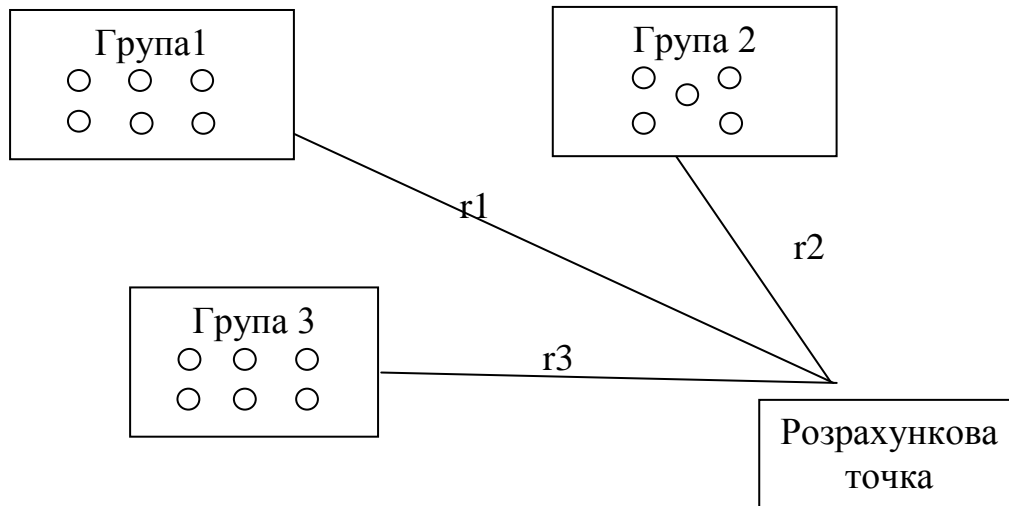 Група1
Група 2
r1
r2
Група 3
r3
Розрахункова
точка